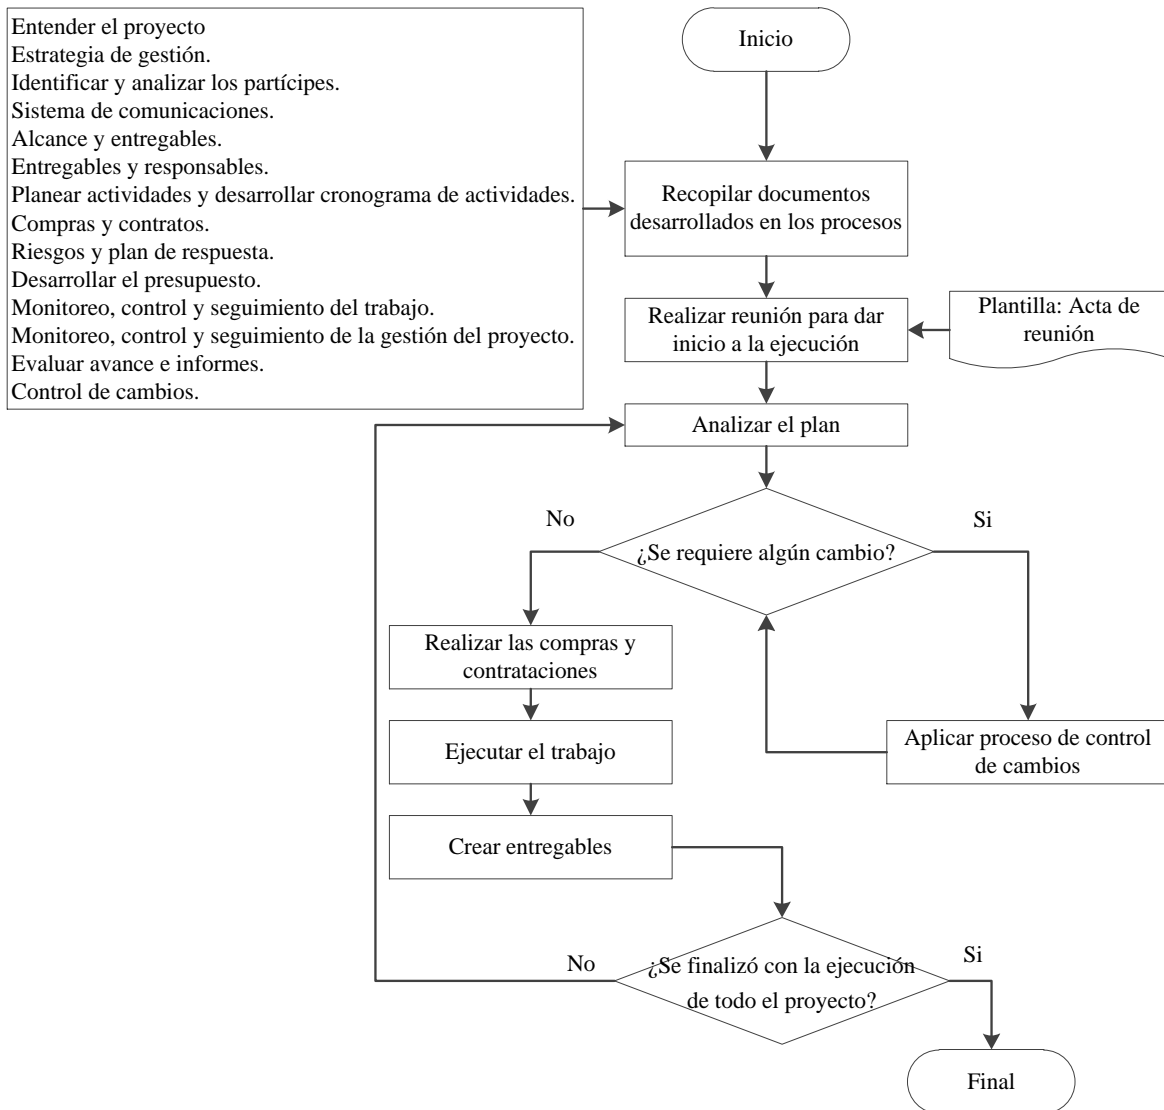 Entender el proyecto
Estrategia de gestión.
Identificar y analizar los partícipes.
Sistema de comunicaciones.
Alcance y entregables.
Entregables y responsables.
Planear actividades y desarrollar cronograma de actividades.
Compras y contratos.
Riesgos y plan de respuesta.
Desarrollar el presupuesto.
Monitoreo, control y seguimiento del trabajo.
Monitoreo, control y seguimiento de la gestión del proyecto.
Evaluar avance e informes.
Control de cambios.
Inicio
Recopilar documentos
desarrollados en los procesos
Realizar reunión para dar
inicio a la ejecución
Plantilla: Acta de
reunión
Analizar el plan
¿Se requiere algún cambio?
No
Si
Realizar las compras y
contrataciones
Aplicar proceso de control
de cambios
Ejecutar el trabajo
Crear entregables
¿Se finalizó con la ejecución
de todo el proyecto?
No
Si
Final